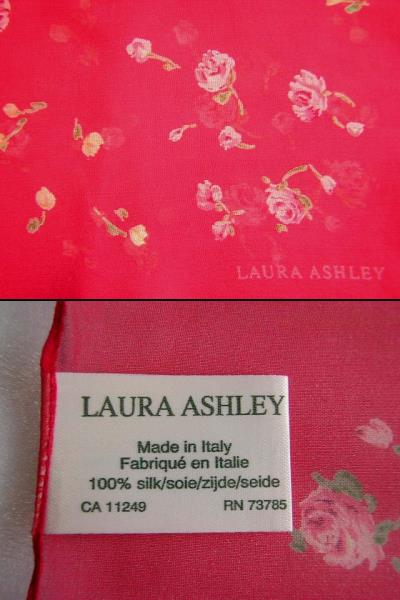 LAURA ASHLEY
LAURA ASHLEY
Made in Italy
Fabriqué en Italie
100% silk/soie/zijde/seide
CA 11249 RN 73785